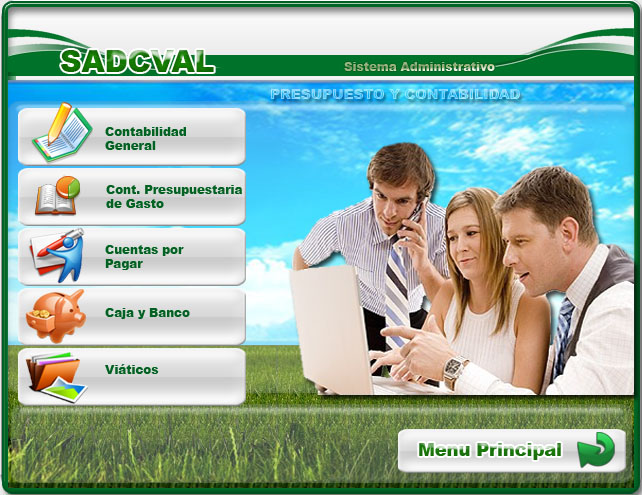 SADCVAL
Sistema Administrativo
PRESUPUESTO Y CONTABILIDAD
Contabilidad
General
Cont. Presupuestaria
de Gasto
Cuentas por
Pagar
Caja y Banco
Viáticos
Menu Principal